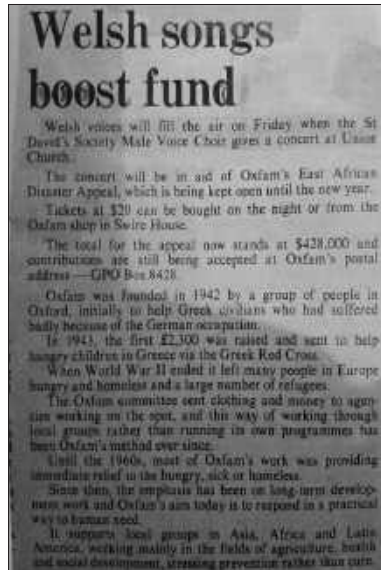 Welsh songs
boost fund
Welsh voices will fill the air on Friday when the St
David's Society Male Voice Choir gives a concert at Union
Church.
The concert will be in aid of Oxfam's East African
Disaster Appeal, which is being kept open until the new year.
Tickets at $20 can be bought on the night or from the
Oxfam shop in Swire House.
The total for the appeal now stands at $428,000 and
contributions are still being accepted at Oxfam's postal
address — GPO Box 8428.
Oxfam was founded in 1942 by a group of people in
Oxford, initially to help Greek civilians who had suffered
badly because of the German occupation.
In 1943, the first £2,300 was raised and sent to help
hungry children in Greece via the Greek Red Cross.
When World War II ended it left many people in Europe
hungry and homeless and a large number of refugees.
The Oxfam committee sent clothing and money to agen-
cies working on the spot, and this way of working through
local groups rather than running its own programmes has
been Oxfam's method ever since.
Until the 1960s, most of Oxfam's work was providing
immediate relief to the hungry, sick or homeless.
Since then, the emphasis has been on long-term develop-
ment work and Oxfam's aim today is to respond in a practical
way to human need.
It supports local groups in Asia, Africa and Latin
America, working mainly in the fields of agriculture, health
and social development, stressing prevention rather than cure.